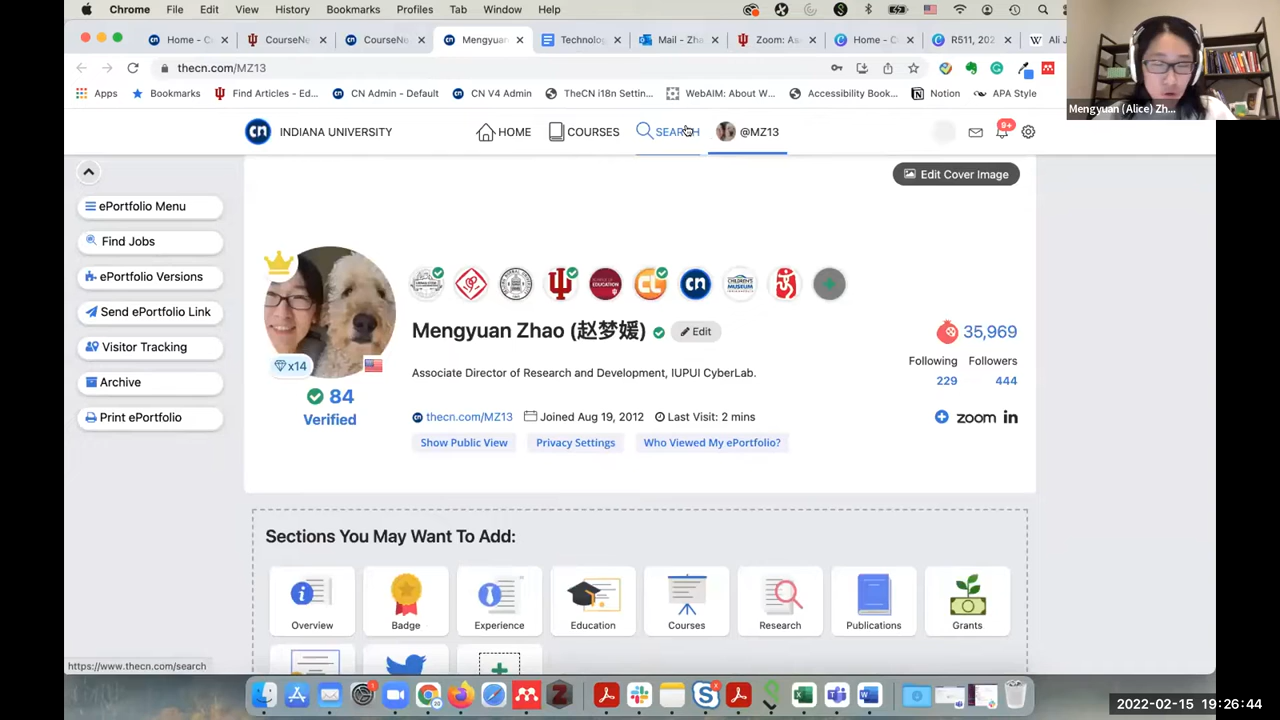 Chrome File Edit View History Bookmarks Profiles Tab Window Help
Home - C CourseNe CourseNo Mengyuan Technolog Mail - Zha Zoom: As Home - C R511, 202 Ali J
thecn.com/MZ13
Apps Bookmarks Find Articles - Ed... CN Admin - Default CN V4 Admin TheCN i18n Settin... WebAIM: About W... Accessibility Book... Notion APA Style
Mengyuan (Alice) Zh...
cn INDIANA UNIVERSITY HOME COURSES SEARCH @MZ13 9+
Edit Cover Image
ePortfolio Menu
Find Jobs
ePortfolio Versions
Send ePortfolio Link
Visitor Tracking
Archive
Print ePortfolio
x14
84
Verified
Mengyuan Zhao (赵梦媛) Edit
Associate Director of Research and Development, IUPUI CyberLab.
thecn.com/MZ13 Joined Aug 19, 2012 Last Visit: 2 mins
Show Public View Privacy Settings Who Viewed My ePortfolio?
35,969
Following Followers
229 444
zoom in
Sections You May Want To Add:
Overview Badge Experience Education Courses Research Publications Grants
https://www.thecn.com/search
2022-02-15 19:26:44